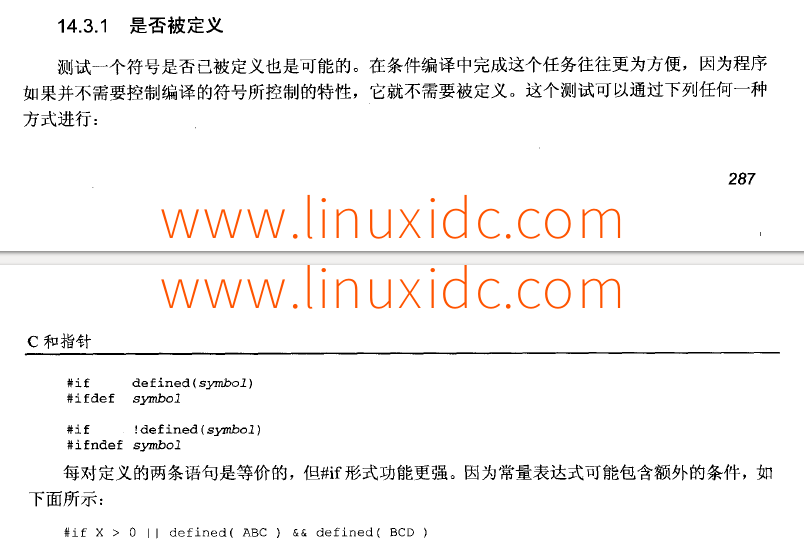 14.3.1 是否被定义
测试一个符号是否已被定义也是可能的。在条件编译中完成这个任务往往更为方便，因为程序
如果并不需要控制编译的符号所控制的特性，它就不需要被定义。这个测试可以通过下列任何一种
方式进行：
287
www.linuxidc.com
www.linuxidc.com
C 和指针
#if defined(symbol)
#ifdef symbol
#if !defined(symbol)
#ifndef symbol
每对定义的两条语句是等价的，但#if 形式功能更强。因为常量表达式可能包含额外的条件，如
下面所示：
#if X > 0 || defined( ABC ) && defined( BCD )